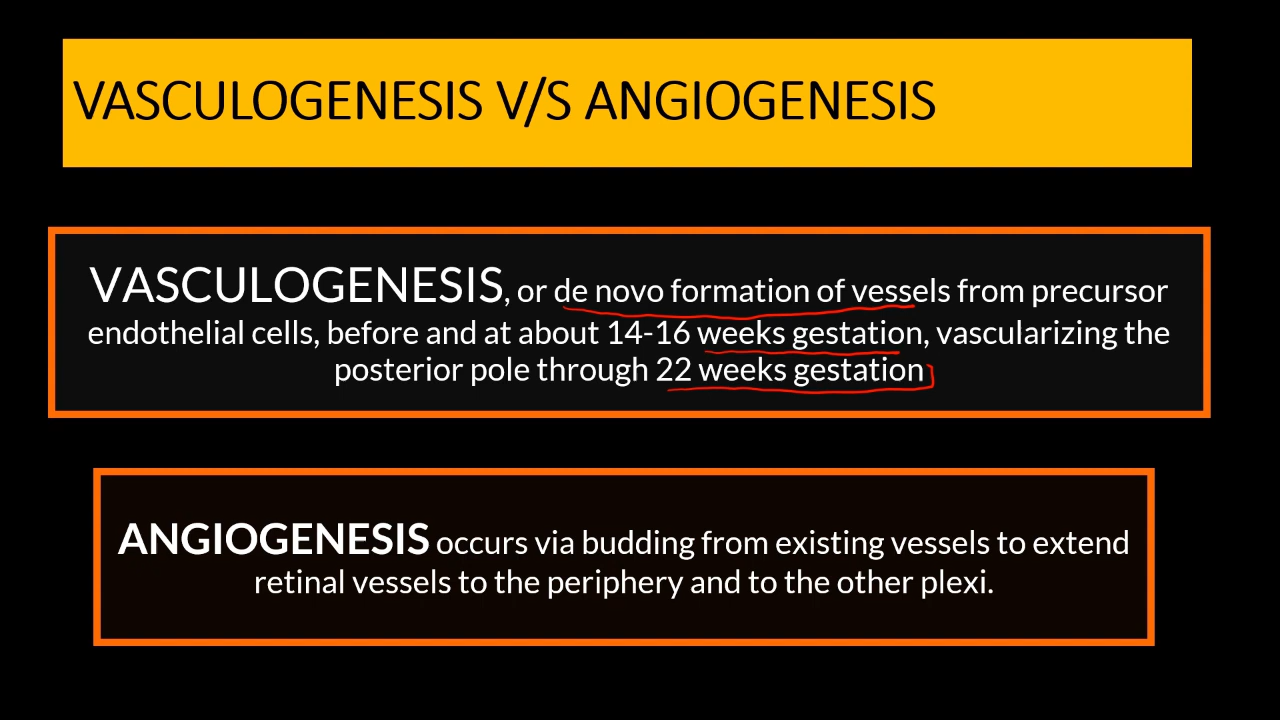 VASCULOGENESIS V/S ANGIOGENESIS
VASCULOGENESIS, or de novo formation of vessels from precursor
endothelial cells, before and at about 14-16 weeks gestation, vascularizing the
posterior pole through 22 weeks gestation
ANGIOGENESIS occurs via budding from existing vessels to extend
retinal vessels to the periphery and to the other plexi.